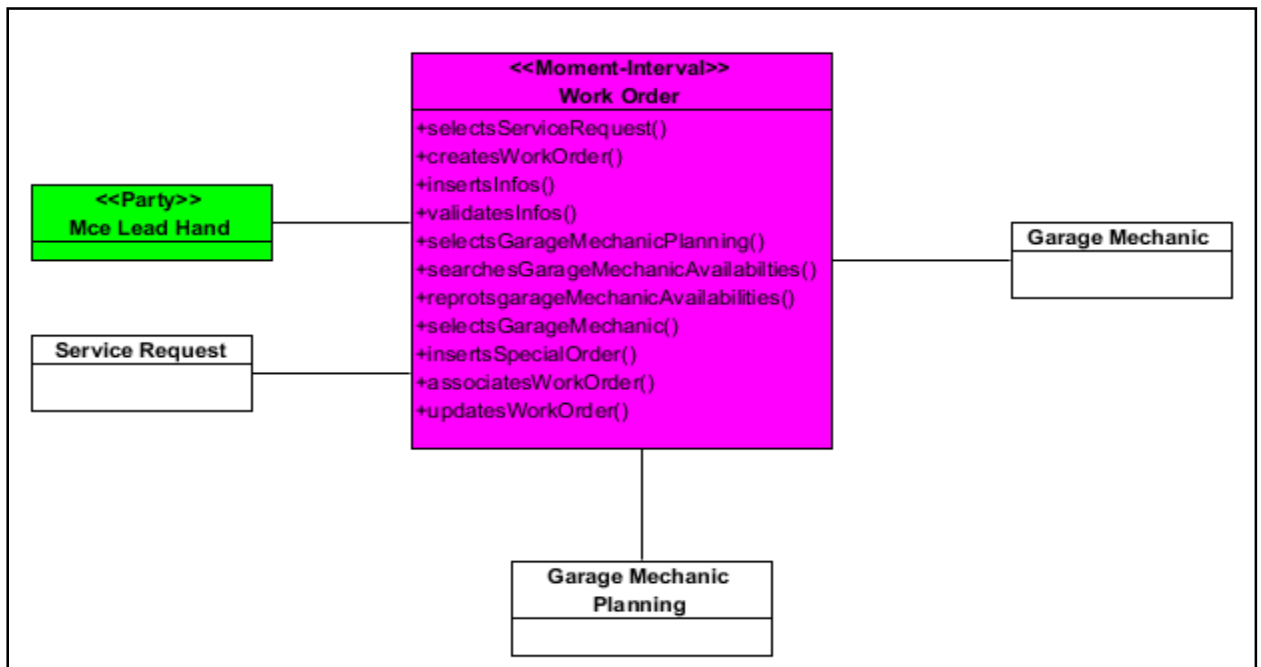 <<Moment-Interval>>
Work Order
+selectsServiceRequest()
+createsWorkOrder()
+insertsInfos()
+validatesInfos()
+selectsGarageMechanicPlanning()
+searchesGarageMechanicAvailabilties()
+reprotsgarageMechanicAvailabilities()
+selectsGarageMechanic()
+insertsSpecialOrder()
+associatesWorkOrder()
+updatesWorkOrder()
<<Party>>
Mce Lead Hand
Service Request
Garage Mechanic
Garage Mechanic
Planning